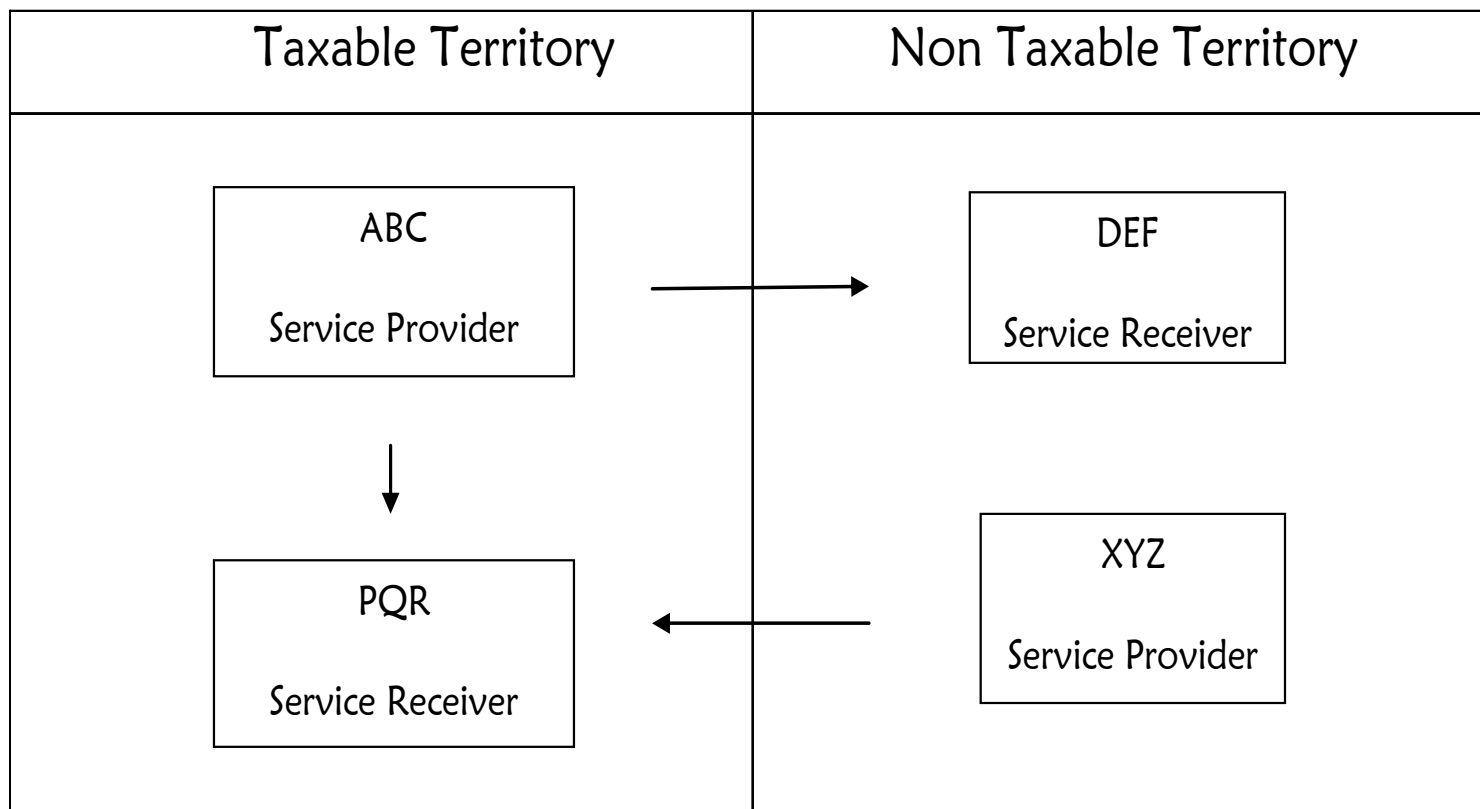 Taxable Territory
Non Taxable Territory
ABC
Service Provider
DEF
Service Receiver
PQR
Service Receiver
XYZ
Service Provider